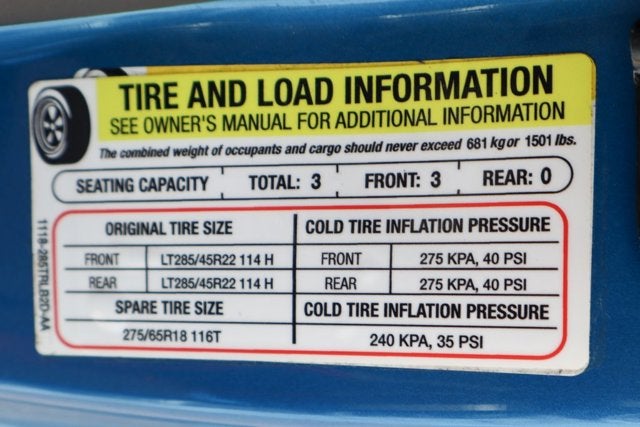 TIRE AND LOAD INFORMATION
SEE OWNER'S MANUAL FOR ADDITIONAL INFORMATION
The combined weight of occupants and cargo should never exceed 681 kg or 1501 lbs.
SEATING CAPACITY TOTAL: 3 FRONT: 3 REAR: 0
ORIGINAL TIRE SIZE COLD TIRE INFLATION PRESSURE
FRONT LT285/45R22 114 H FRONT 275 KPA, 40 PSI
REAR LT285/45R22 114 H REAR 275 KPA, 40 PSI
SPARE TIRE SIZE COLD TIRE INFLATION PRESSURE
275/65R18 116T 240 KPA, 35 PSI